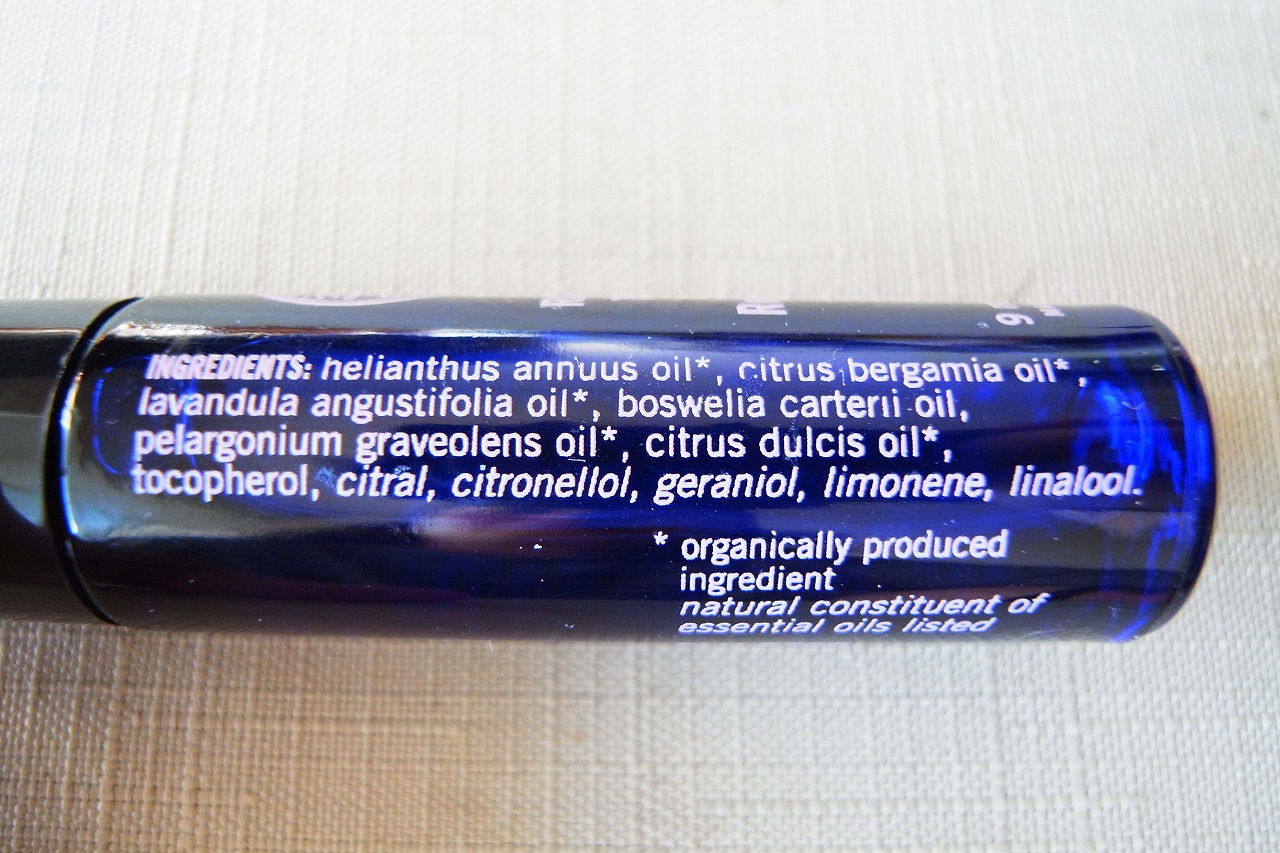 INGREDIENTS: helianthus annuus oil*, citrus bergamia oil*,
lavandula angustifolia oil*, boswelia carterii oil,
pelargonium graveolens oil*, citrus dulcis oil*,
tocopherol, citral, citronellol, geraniol, limonene, linalool.
* organically produced
ingredient
natural constituent of
essential oils listed